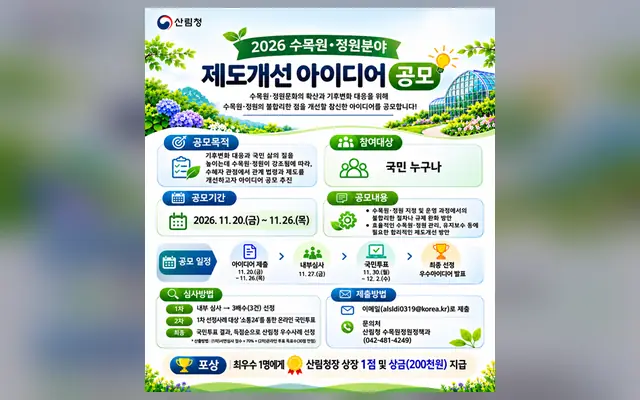 산림청
2026 수목원·정원분야
제도개선 아이디어 공모
수목원·정원문화의 확산과 기후변화 대응을 위해
수목원·정원의 불합리한 점을 개선할 참신한 아이디어를 공모합니다!
공모목적
기후변화 대응과 국민 삶의 질을
높이는데 수목원·정원이 강조됨에 따라,
수혜자 관점에서 관계 법령과 제도를
개선하고자 아이디어 공모 추진
참여대상
국민 누구나
공모기간
2026. 11. 20.(금) ~ 11.26.(목)
공모내용
• 수목원·정원 지정 및 운영 과정에서의
불합리한 절차나 규제 완화 방안
• 효율적인 수목원·정원 관리, 유지보수 등에
필요한 합리적인 제도개선 방안
공모 일정
아이디어 제출
11. 20.(금)
~ 11. 26.(목)
내부심사
11. 27.(금)
국민투표
11. 30.(월)
~ 12. 2.(수)
최종 선정
우수아이디어 발표
심사방법
1차 내부 심사 → 3배수(3건) 선정
2차 1차 선정사례 대상 '소통24'를 통한 온라인 국민투표
최종 국민투표 결과, 득점순으로 산림청 우수사례 선정
제출방법
이메일(alsldi0319@korea.kr)로 제출
문의처
산림청 수목원정원정책과
(042-481-4249)
포상 최우수 1명에게 산림청장 상장 1점 및 상금(200천원) 지급